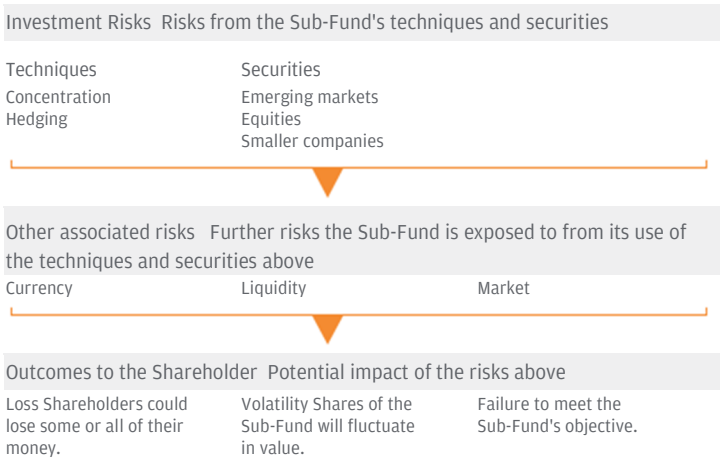 Investment Risks Risks from the Sub-Fund's techniques and securities
Techniques
Concentration
Hedging
Securities
Emerging markets
Equities
Smaller companies
Other associated risks Further risks the Sub-Fund is exposed to from its use of
the techniques and securities above
Currency
Liquidity
Market
Outcomes to the Shareholder Potential impact of the risks above
Loss Shareholders could
lose some or all of their
money.
Volatility Shares of the
Sub-Fund will fluctuate
in value.
Failure to meet the
Sub-Fund's objective.